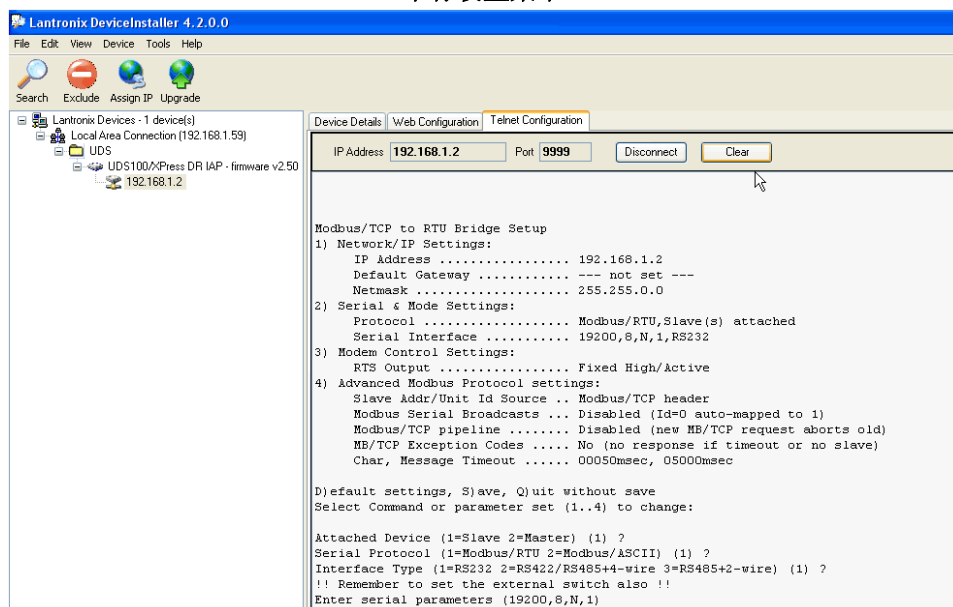 Lantronix DeviceInstaller 4.2.0.0
File Edit View Device Tools Help
Search Exclude Assign IP Upgrade
Lantronix Devices - 1 device(s)
Local Area Connection (192.168.1.59)
UDS
UDS100/XPress DR IAP - firmware v2.50
192.168.1.2
Device Details Web Configuration Telnet Configuration
IP Address 192.168.1.2 Port 9999 Disconnect Clear
Modbus/TCP to RTU Bridge Setup
1) Network/IP Settings:
IP Address ................. 192.168.1.2
Default Gateway ............ --- not set ---
Netmask .................... 255.255.0.0
2) Serial & Mode Settings:
Protocol ................... Modbus/RTU,Slave(s) attached
Serial Interface ........... 19200,8,N,1,RS232
3) Modem Control Settings:
RTS Output ................. Fixed High/Active
4) Advanced Modbus Protocol settings:
Slave Addr/Unit Id Source .. Modbus/TCP header
Modbus Serial Broadcasts ... Disabled (Id=0 auto-mapped to 1)
Modbus/TCP pipeline ........ Disabled (new MB/TCP request aborts old)
MB/TCP Exception Codes ..... No (no response if timeout or no slave)
Char, Message Timeout ...... 00050msec, 05000msec
D)efault settings, S)ave, Q)uit without save
Select Command or parameter set (1..4) to change:
Attached Device (1=Slave 2=Master) (1) ?
Serial Protocol (1=Modbus/RTU 2=Modbus/ASCII) (1) ?
Interface Type (1=RS232 2=RS422/RS485+4-wire 3=RS485+2-wire) (1) ?
!! Remember to set the external switch also !!
Enter serial parameters (19200,8,N,1)